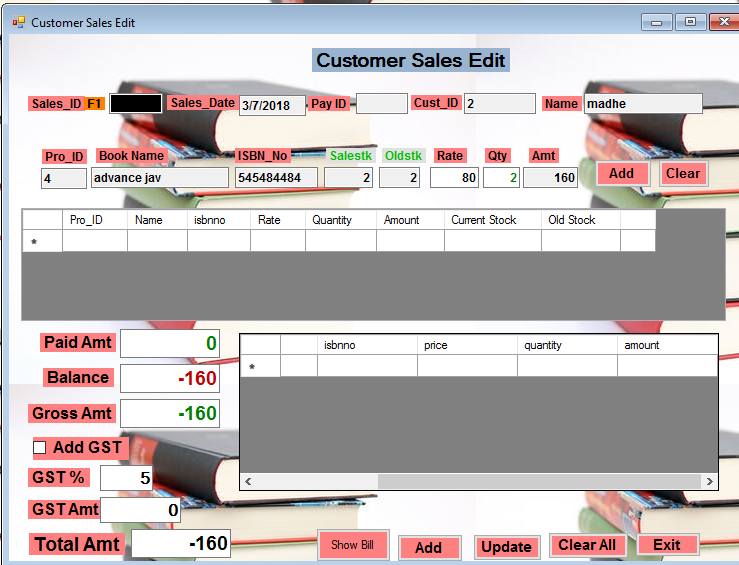 Customer Sales Edit
Customer Sales Edit
Sales_ID F1 Sales_Date 3/7/2018 Pay ID Cust_ID 2 Name madhe
Pro_ID Book Name ISBN_No Salestk Oldstk Rate Qty Amt
4 advance jav 545484484 2 2 80 2 160 Add Clear
Pro_ID Name isbnno Rate Quantity Amount Current Stock Old Stock
*
Paid Amt 0
isbnno price quantity amount
*
Balance -160
Gross Amt -160
Add GST
GST % 5
GST Amt 0
Total Amt -160
Show Bill Add Update Clear All Exit